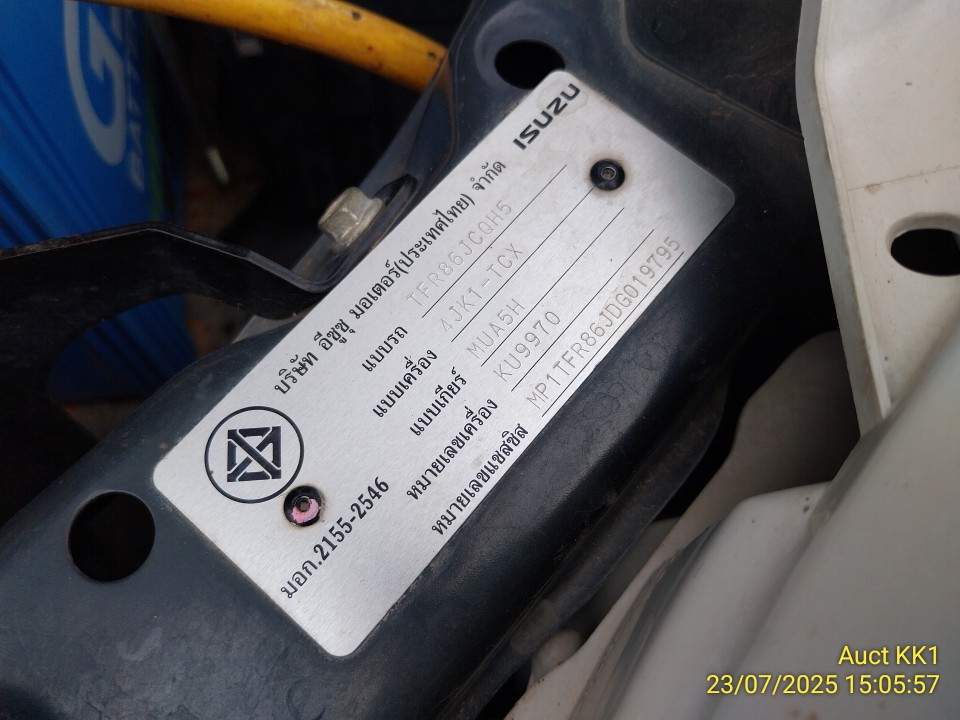 ISUZU
บริษัท อีซูซุ มอเตอร์(ประเทศไทย) จำกัด
แบบรถ TFR86JCQH5
แบบเครื่อง 4JK1-TCX
แบบเกียร์ MUA5H
หมายเลขเครื่อง KU9970
หมายเลขแชสซิส MP1TFR86JDG019795
มอก.2155-2546
Auct KK1
23/07/2025 15:05:57